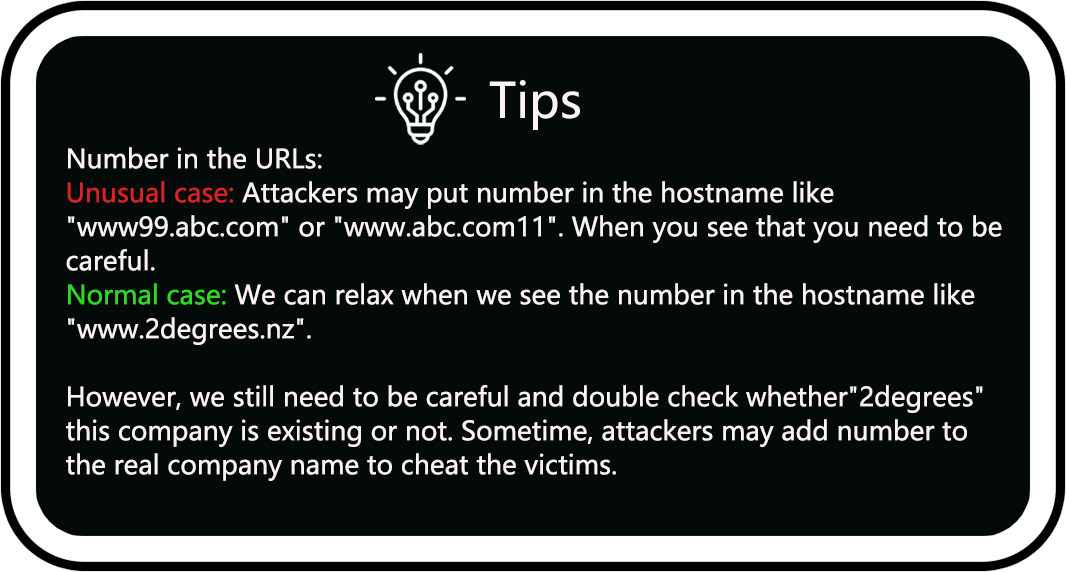 Tips
Number in the URLs:
Unusual case: Attackers may put number in the hostname like
"www99.abc.com" or "www.abc.com11". When you see that you need to be
careful.
Normal case: We can relax when we see the number in the hostname like
"www.2degrees.nz".
However, we still need to be careful and double check whether"2degrees"
this company is existing or not. Sometime, attackers may add number to
the real company name to cheat the victims.